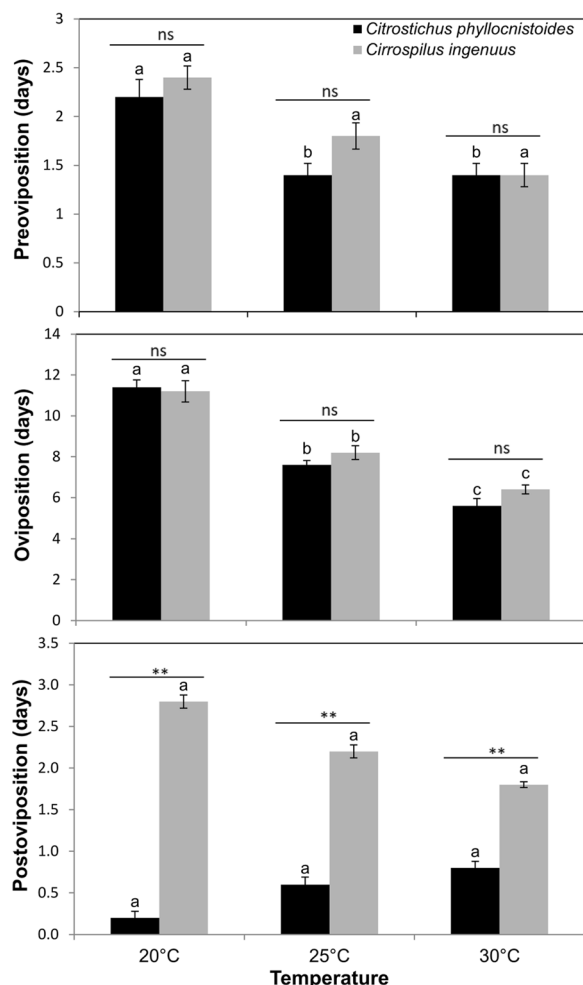 Citrostichus phyllocnistoides
Cirrospilus ingenuus
Preoviposition (days)
3
2.5
2
1.5
1
0.5
0
ns
a a
ns
b a
ns
b a
Oviposition (days)
14
12
10
8
6
4
2
0
ns
a a
ns
b b
ns
c c
Postoviposition (days)
3.5
3.0
2.5
2.0
1.5
1.0
0.5
0.0
**
a
a
**
a
a
**
a
a
20°C 25°C 30°C
Temperature